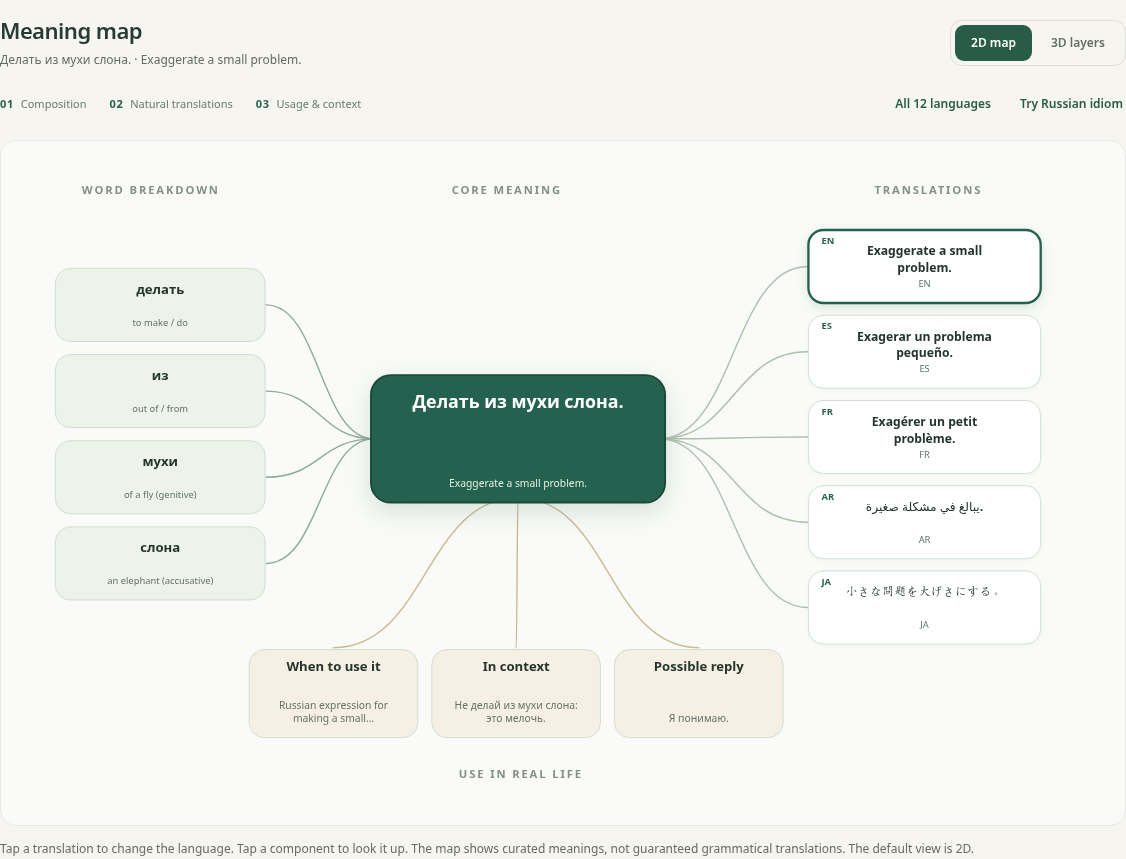 Meaning map
Делать из мухи слона. · Exaggerate a small problem.
2D map
3D layers
01 Composition
02 Natural translations
03 Usage & context
All 12 languages
Try Russian idiom
WORD BREAKDOWN
CORE MEANING
TRANSLATIONS
делать
to make / do
из
out of / from
мухи
of a fly (genitive)
слона
an elephant (accusative)
Делать из мухи слона.
Exaggerate a small problem.
EN
Exaggerate a small
problem.
EN
ES
Exagerar un problema
pequeño.
ES
FR
Exagérer un petit
problème.
FR
AR
يبالغ في مشكلة صغيرة.
AR
JA
小さな問題を大げさにする。
JA
When to use it
Russian expression for
making a small...
In context
Не делай из мухи слона:
это мелочь.
Possible reply
Я понимаю.
USE IN REAL LIFE
Tap a translation to change the language. Tap a component to look it up. The map shows curated meanings, not guaranteed grammatical translations. The default view is 2D.